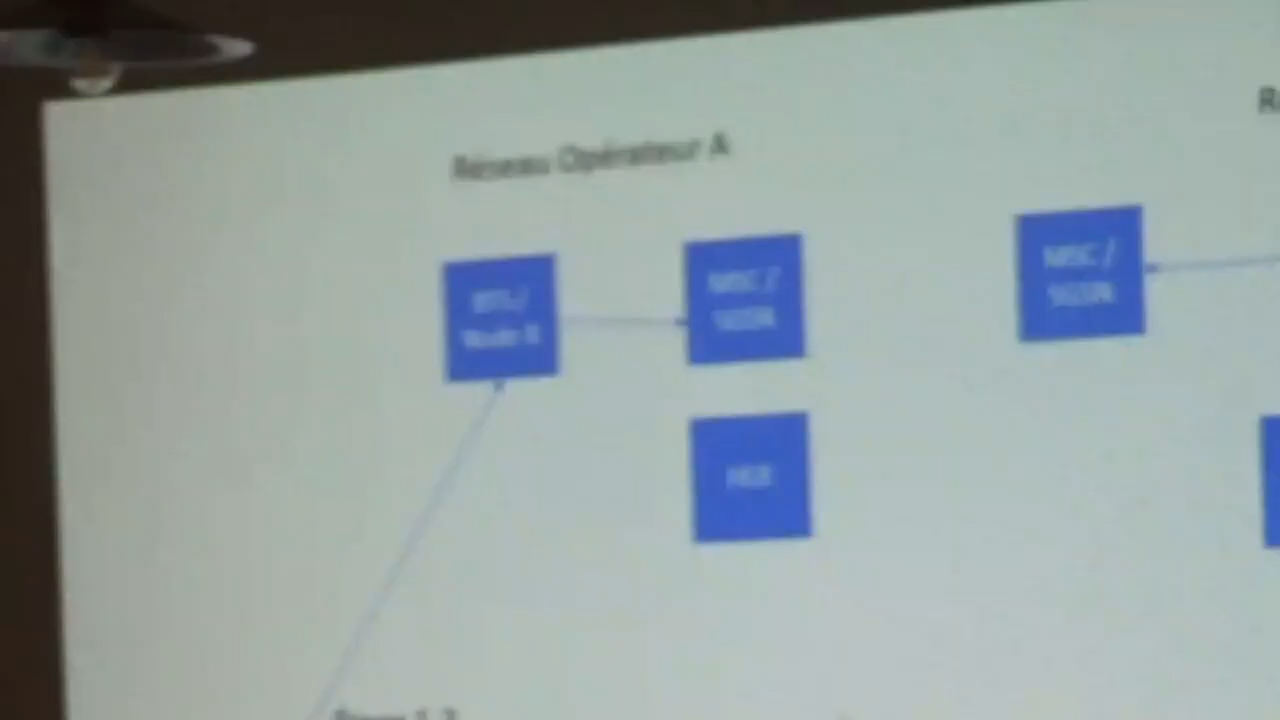 Réseau Opérateur A
BTS /
Node B
MSC /
SGSN
MSC /
SGSN
HLR